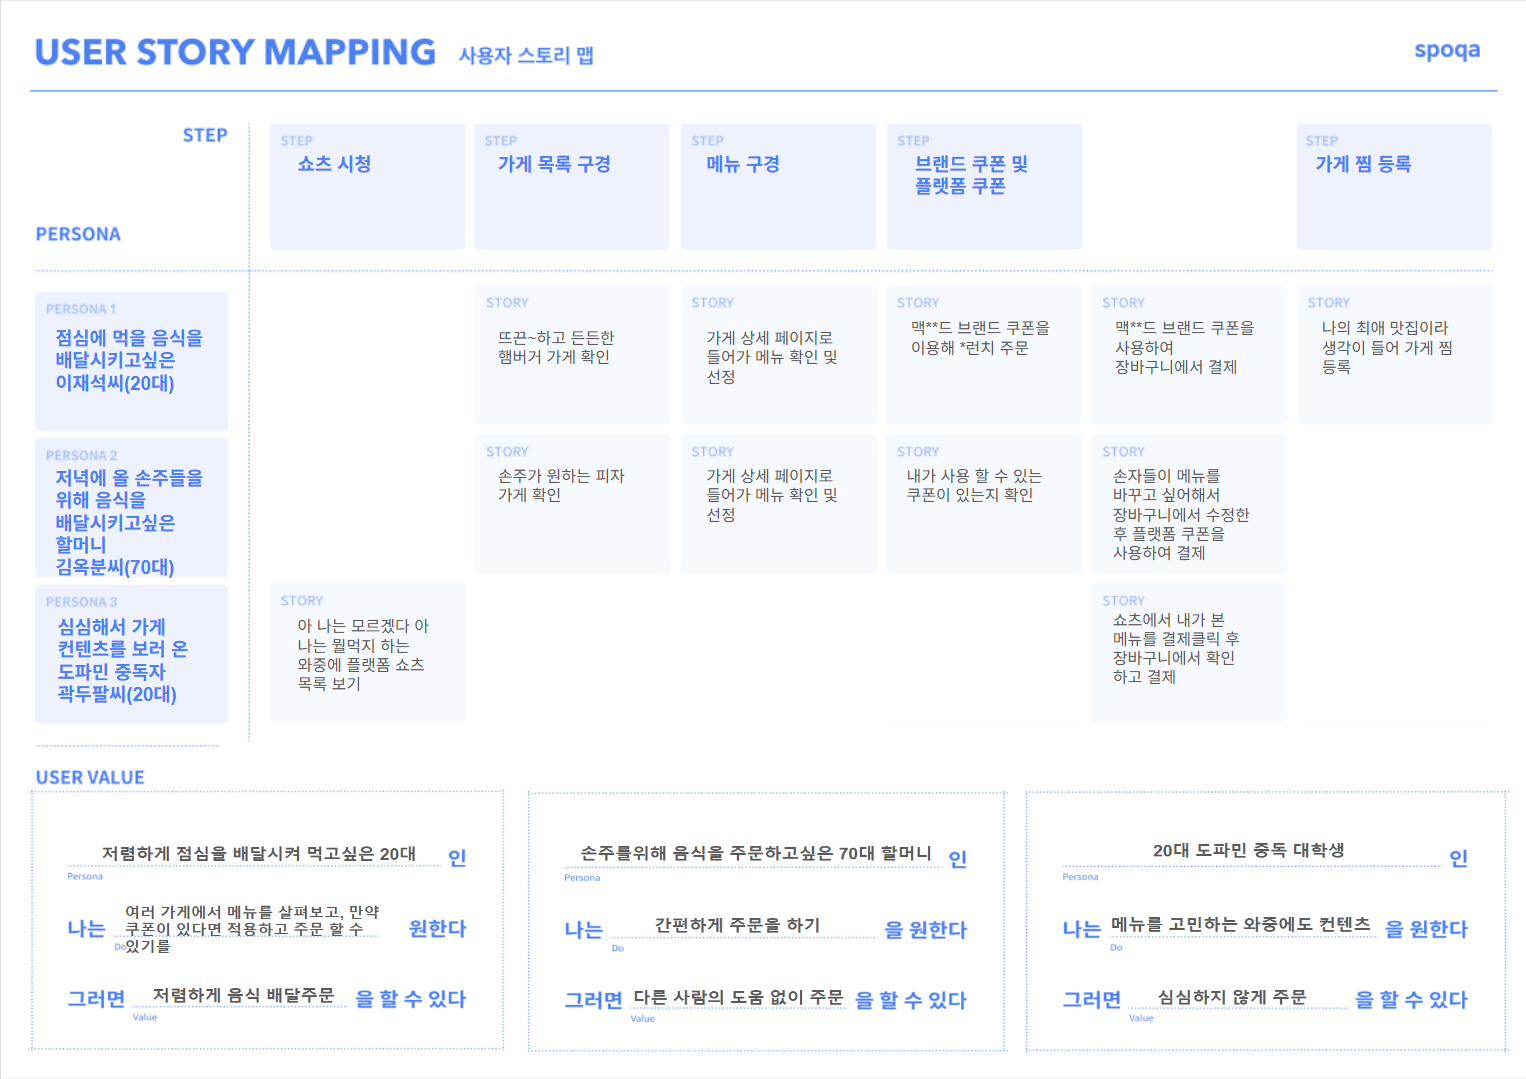 USER STORY MAPPING 사용자 스토리 맵
spoqa
STEP
PERSONA
STEP
쇼츠 시청
STEP
가게 목록 구경
STEP
메뉴 구경
STEP
브랜드 쿠폰 및
플랫폼 쿠폰
STEP
가게 찜 등록
PERSONA 1
점심에 먹을 음식을
배달시키고싶은
이재석씨(20대)
STORY
뜨끈~하고 든든한
햄버거 가게 확인
STORY
가게 상세 페이지로
들어가 메뉴 확인 및
선정
STORY
맥**드 브랜드 쿠폰을
이용해 *런치 주문
STORY
맥**드 브랜드 쿠폰을
사용하여
장바구니에서 결제
STORY
나의 최애 맛집이라
생각이 들어 가게 찜
등록
PERSONA 2
저녁에 올 손주들을
위해 음식을
배달시키고싶은
할머니
김옥분씨(70대)
STORY
손주가 원하는 피자
가게 확인
STORY
가게 상세 페이지로
들어가 메뉴 확인 및
선정
STORY
내가 사용 할 수 있는
쿠폰이 있는지 확인
STORY
손자들이 메뉴를
바꾸고 싶어해서
장바구니에서 수정한
후 플랫폼 쿠폰을
사용하여 결제
PERSONA 3
심심해서 가게
컨텐츠를 보러 온
도파민 중독자
곽두팔씨(20대)
STORY
아 나는 모르겠다 아
나는 뭘먹지 하는
와중에 플랫폼 쇼츠
목록 보기
STORY
쇼츠에서 내가 본
메뉴를 결제클릭 후
장바구니에서 확인
하고 결제
USER VALUE
저렴하게 점심을 배달시켜 먹고싶은 20대 인
Persona
여러 가게에서 메뉴를 살펴보고, 만약
나는 쿠폰이 있다면 적용하고 주문 할 수 원한다
Do 있기를
그러면 저렴하게 음식 배달주문 을 할 수 있다
Value
손주를위해 음식을 주문하고싶은 70대 할머니 인
Persona
나는 간편하게 주문을 하기 을 원한다
Do
그러면 다른 사람의 도움 없이 주문 을 할 수 있다
Value
20대 도파민 중독 대학생 인
Persona
나는 메뉴를 고민하는 와중에도 컨텐츠 을 원한다
Do
그러면 심심하지 않게 주문 을 할 수 있다
Value